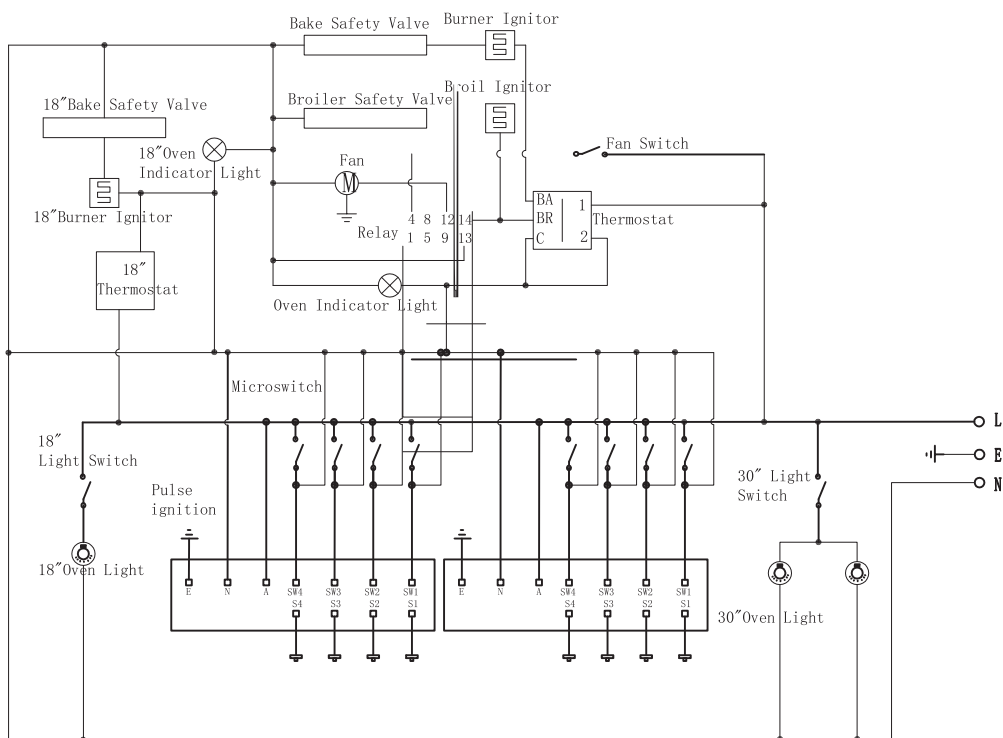 Bake Safety Valve
Burner Ignitor
Broil Ignitor
18"Bake Safety Valve
Broiler Safety Valve
18"Oven
Indicator Light
Fan
M
Fan Switch
18"Burner Ignitor
BA
BR
C
1
2
Thermostat
4 8 12 14
Relay
1 5 9 13
18"
Thermostat
Oven Indicator Light
Microswitch
L
E
N
18"
Light Switch
30" Light
Switch
Pulse
ignition
18"Oven Light
E N A SW4 SW3 SW2 SW1
S4 S3 S2 S1
E N A SW4 SW3 SW2 SW1
S4 S3 S2 S1
30"Oven Light